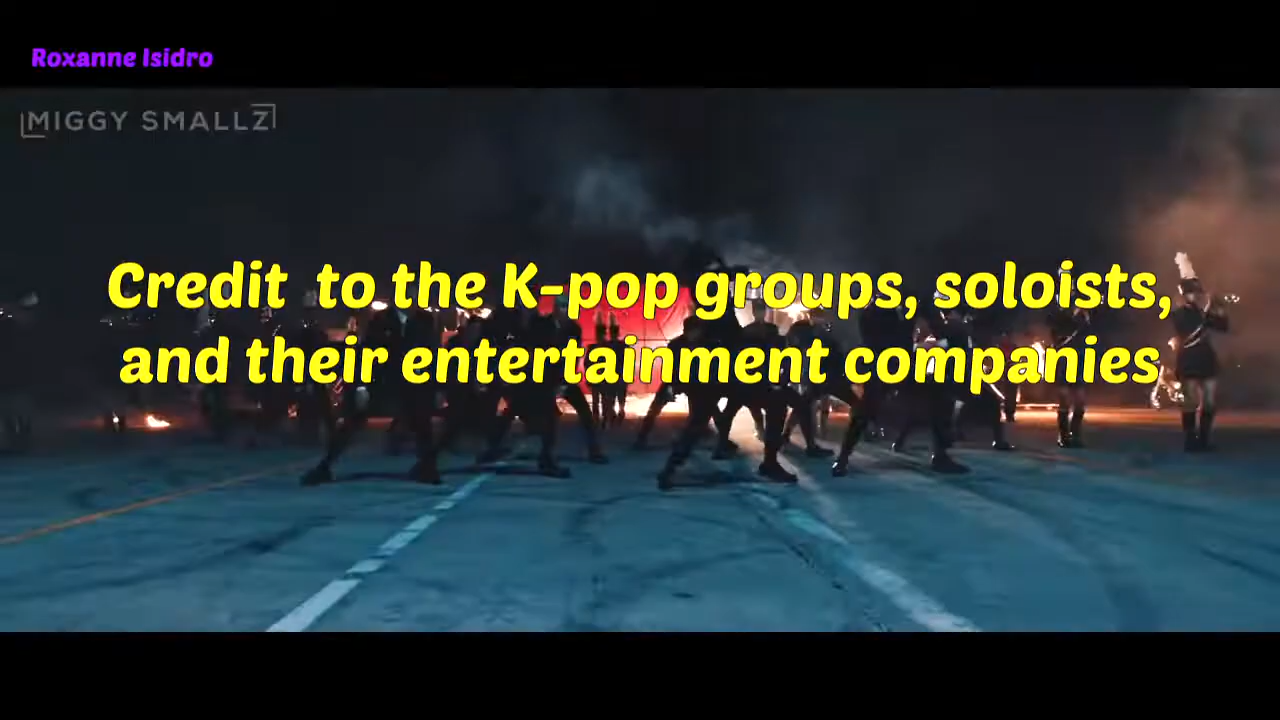 Roxanne Isidro
MIGGY SMALLZ
Credit to the K-pop groups, soloists,
and their entertainment companies